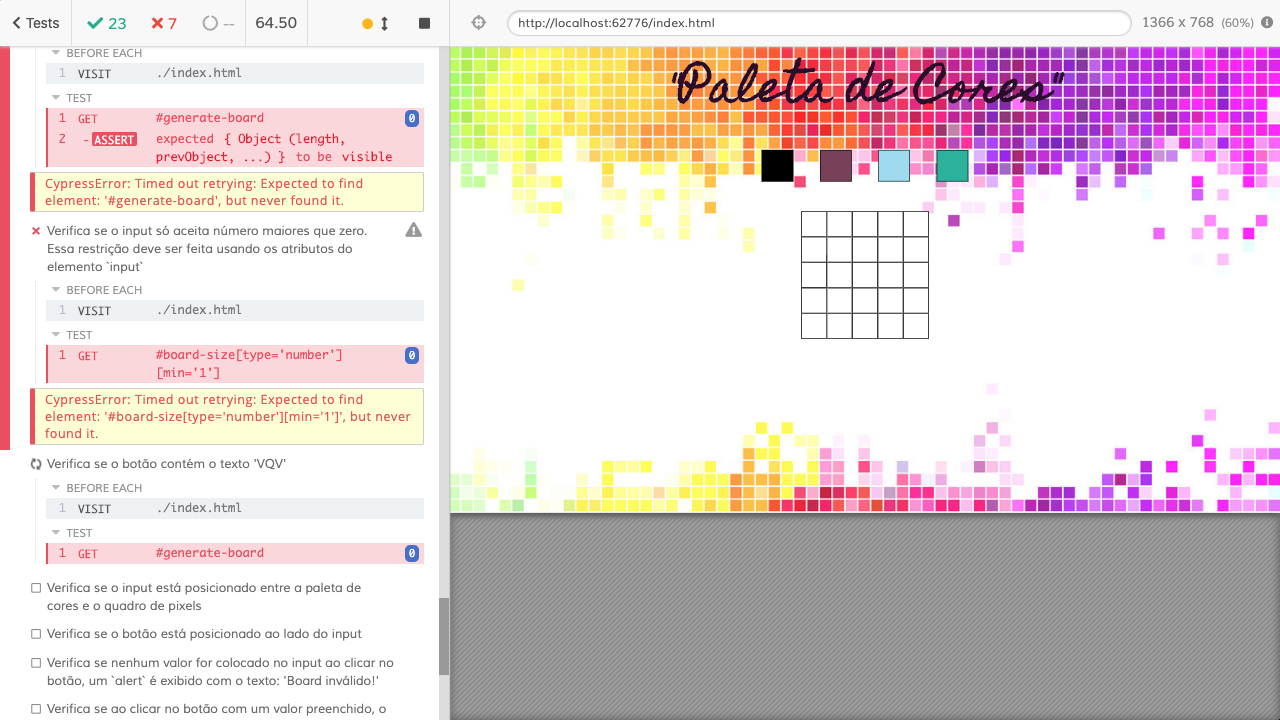 Tests
23
7
--
64.50
http://localhost:62776/index.html
1366 x 768 (60%)
BEFORE EACH
1 VISIT ./index.html
TEST
1 GET #generate-board 0
2 -ASSERT expected { Object (length,
prevObject, ...) } to be visible
CypressError: Timed out retrying: Expected to find
element: '#generate-board', but never found it.
Verifica se o input só aceita número maiores que zero.
Essa restrição deve ser feita usando os atributos do
elemento `input`
BEFORE EACH
1 VISIT ./index.html
TEST
1 GET #board-size[type='number'] 0
[min='1']
CypressError: Timed out retrying: Expected to find
element: '#board-size[type='number'][min='1']', but never
found it.
Verifica se o botão contém o texto 'VQV'
BEFORE EACH
1 VISIT ./index.html
TEST
1 GET #generate-board 0
Verifica se o input está posicionado entre a paleta de
cores e o quadro de pixels
Verifica se o botão está posicionado ao lado do input
Verifica se nenhum valor for colocado no input ao clicar no
botão, um `alert` é exibido com o texto: 'Board inválido!'
Verifica se ao clicar no botão com um valor preenchido, o
"Paleta de Cores"